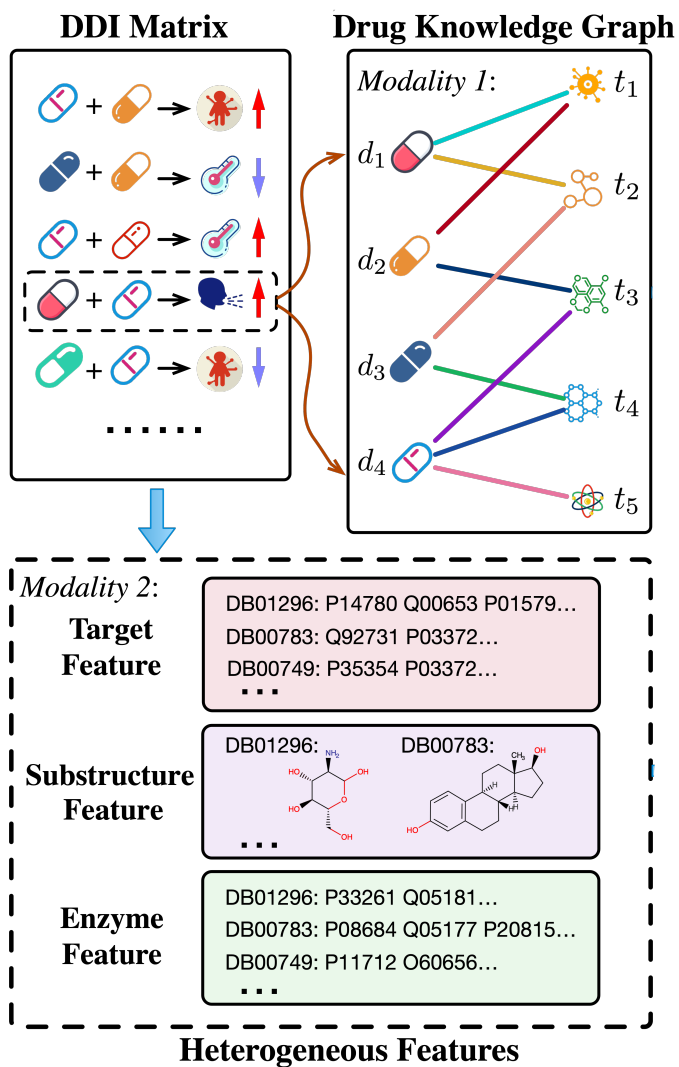 DDI Matrix
Drug Knowledge Graph
+
+
+
+
+
......
Modality 1:
d1
d2
d3
d4
t1
t2
t3
t4
t5
Modality 2:
Target
Feature
DB01296: P14780 Q00653 P01579...
DB00783: Q92731 P03372...
DB00749: P35354 P03372...
...
Substructure
Feature
DB01296:
NH2
HO
OH
HO
O
OH
DB00783:
CH3
OH
H
H
H
HO
...
Enzyme
Feature
DB01296: P33261 Q05181...
DB00783: P08684 Q05177 P20815...
DB00749: P11712 O60656...
...
Heterogeneous Features